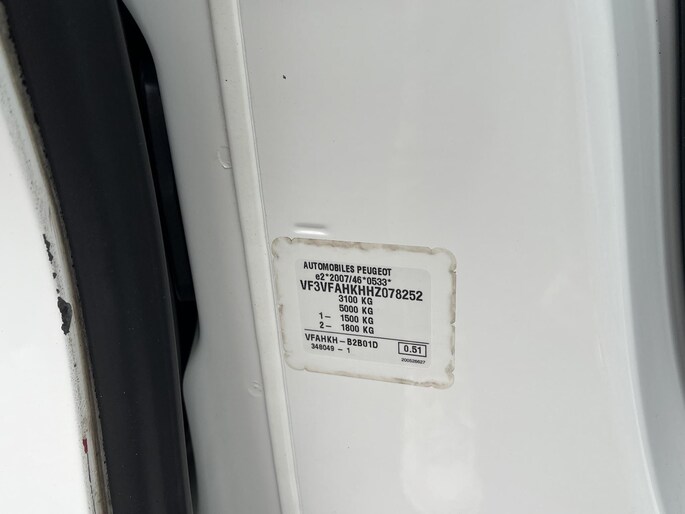 AUTOMOBILES PEUGEOT
e2*2007/46*0533*
VF3VFAHKHHZ078252
3100 KG
5000 KG
1- 1500 KG
2- 1800 KG
VFAHKH-B2B01D 0.51
348049 - 1